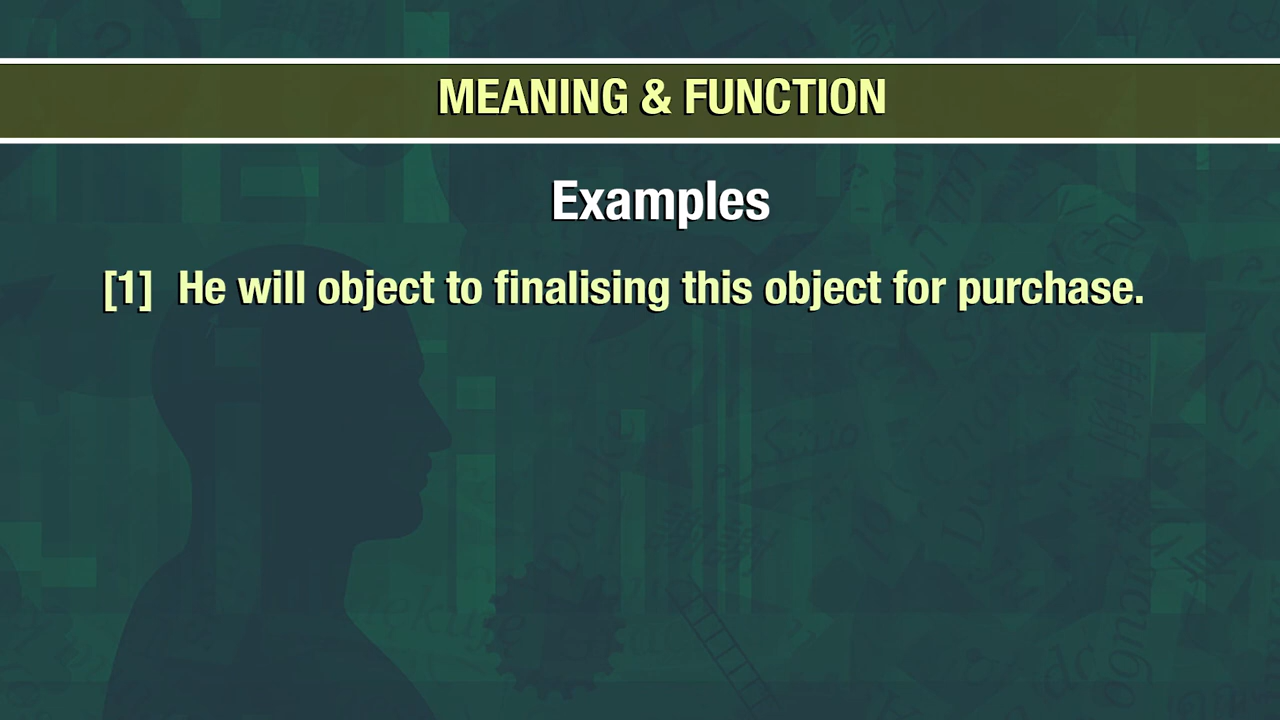 MEANING & FUNCTION
Examples
[1] He will object to finalising this object for purchase.